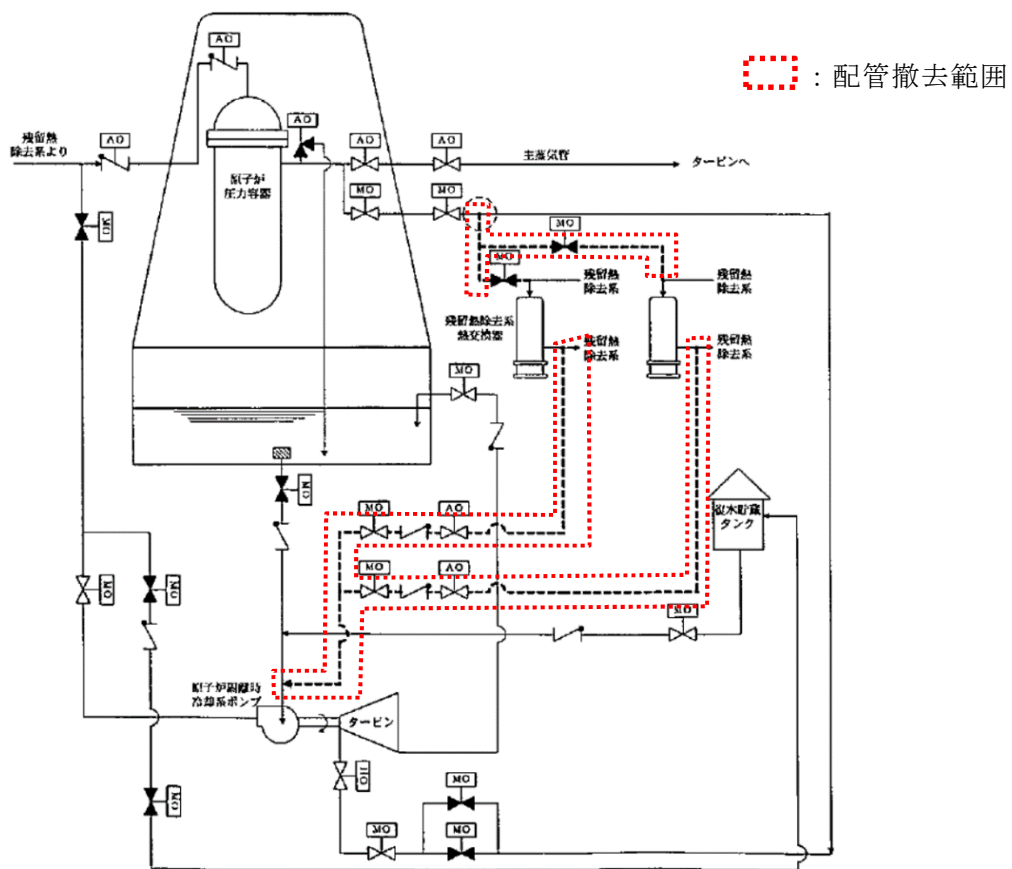 ：配管撤去範囲
AO
残留熱
除去系より
AO
AO
AO
AO
主蒸気管
タービンへ
原子炉
圧力容器
MO
MO
MO
MO
MO
残留熱
除去系
残留熱
除去系
残留熱除去系
熱交換器
残留熱
除去系
残留熱
除去系
MO
MO
MO
AO
復水貯蔵
タンク
MO
AO
MO
MO
MO
原子炉隔離時
冷却系ポンプ
タービン
MO
MO
MO
MO
MO